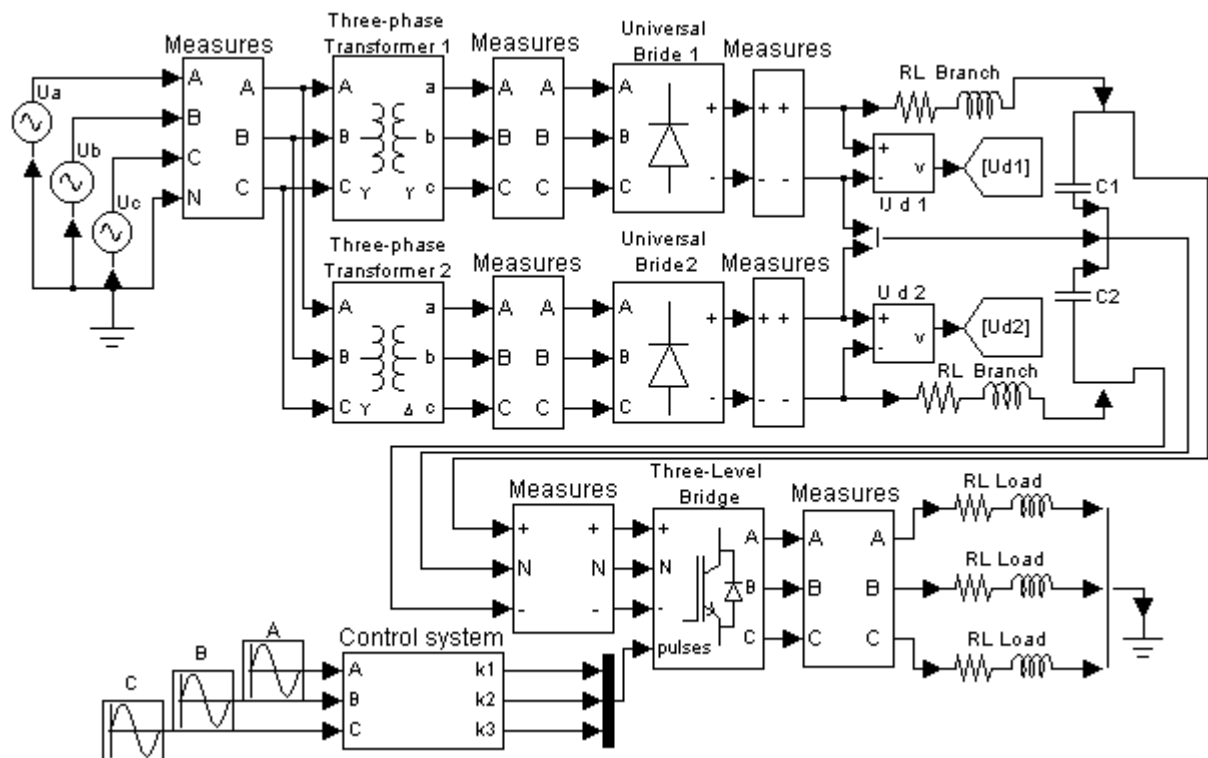 Three-phase
Transformer 1
Measures
Measures
Universal
Bride 1
Measures
RL Branch
Ua
Ub
Uc
A
B
C
N
A
B
C
A
B
C
Y
Y
a
b
c
A
B
C
A
B
C
A
B
C
+
-
+ +
- -
+
-
v
[Ud1]
U d 1
C1
Three-phase
Transformer 2
Measures
Universal
Bride2
Measures
A
B
C
Y
Δ
a
b
c
A
B
C
A
B
C
A
B
C
+
-
+ +
- -
U d 2
+
-
v
[Ud2]
C2
RL Branch
Measures
Three-Level
Bridge
Measures
RL Load
+ +
N N
- -
+
N
-
pulses
A
B
C
A
B
C
A
B
C
RL Load
RL Load
Control system
A
B
C
A
B
C
k1
k2
k3